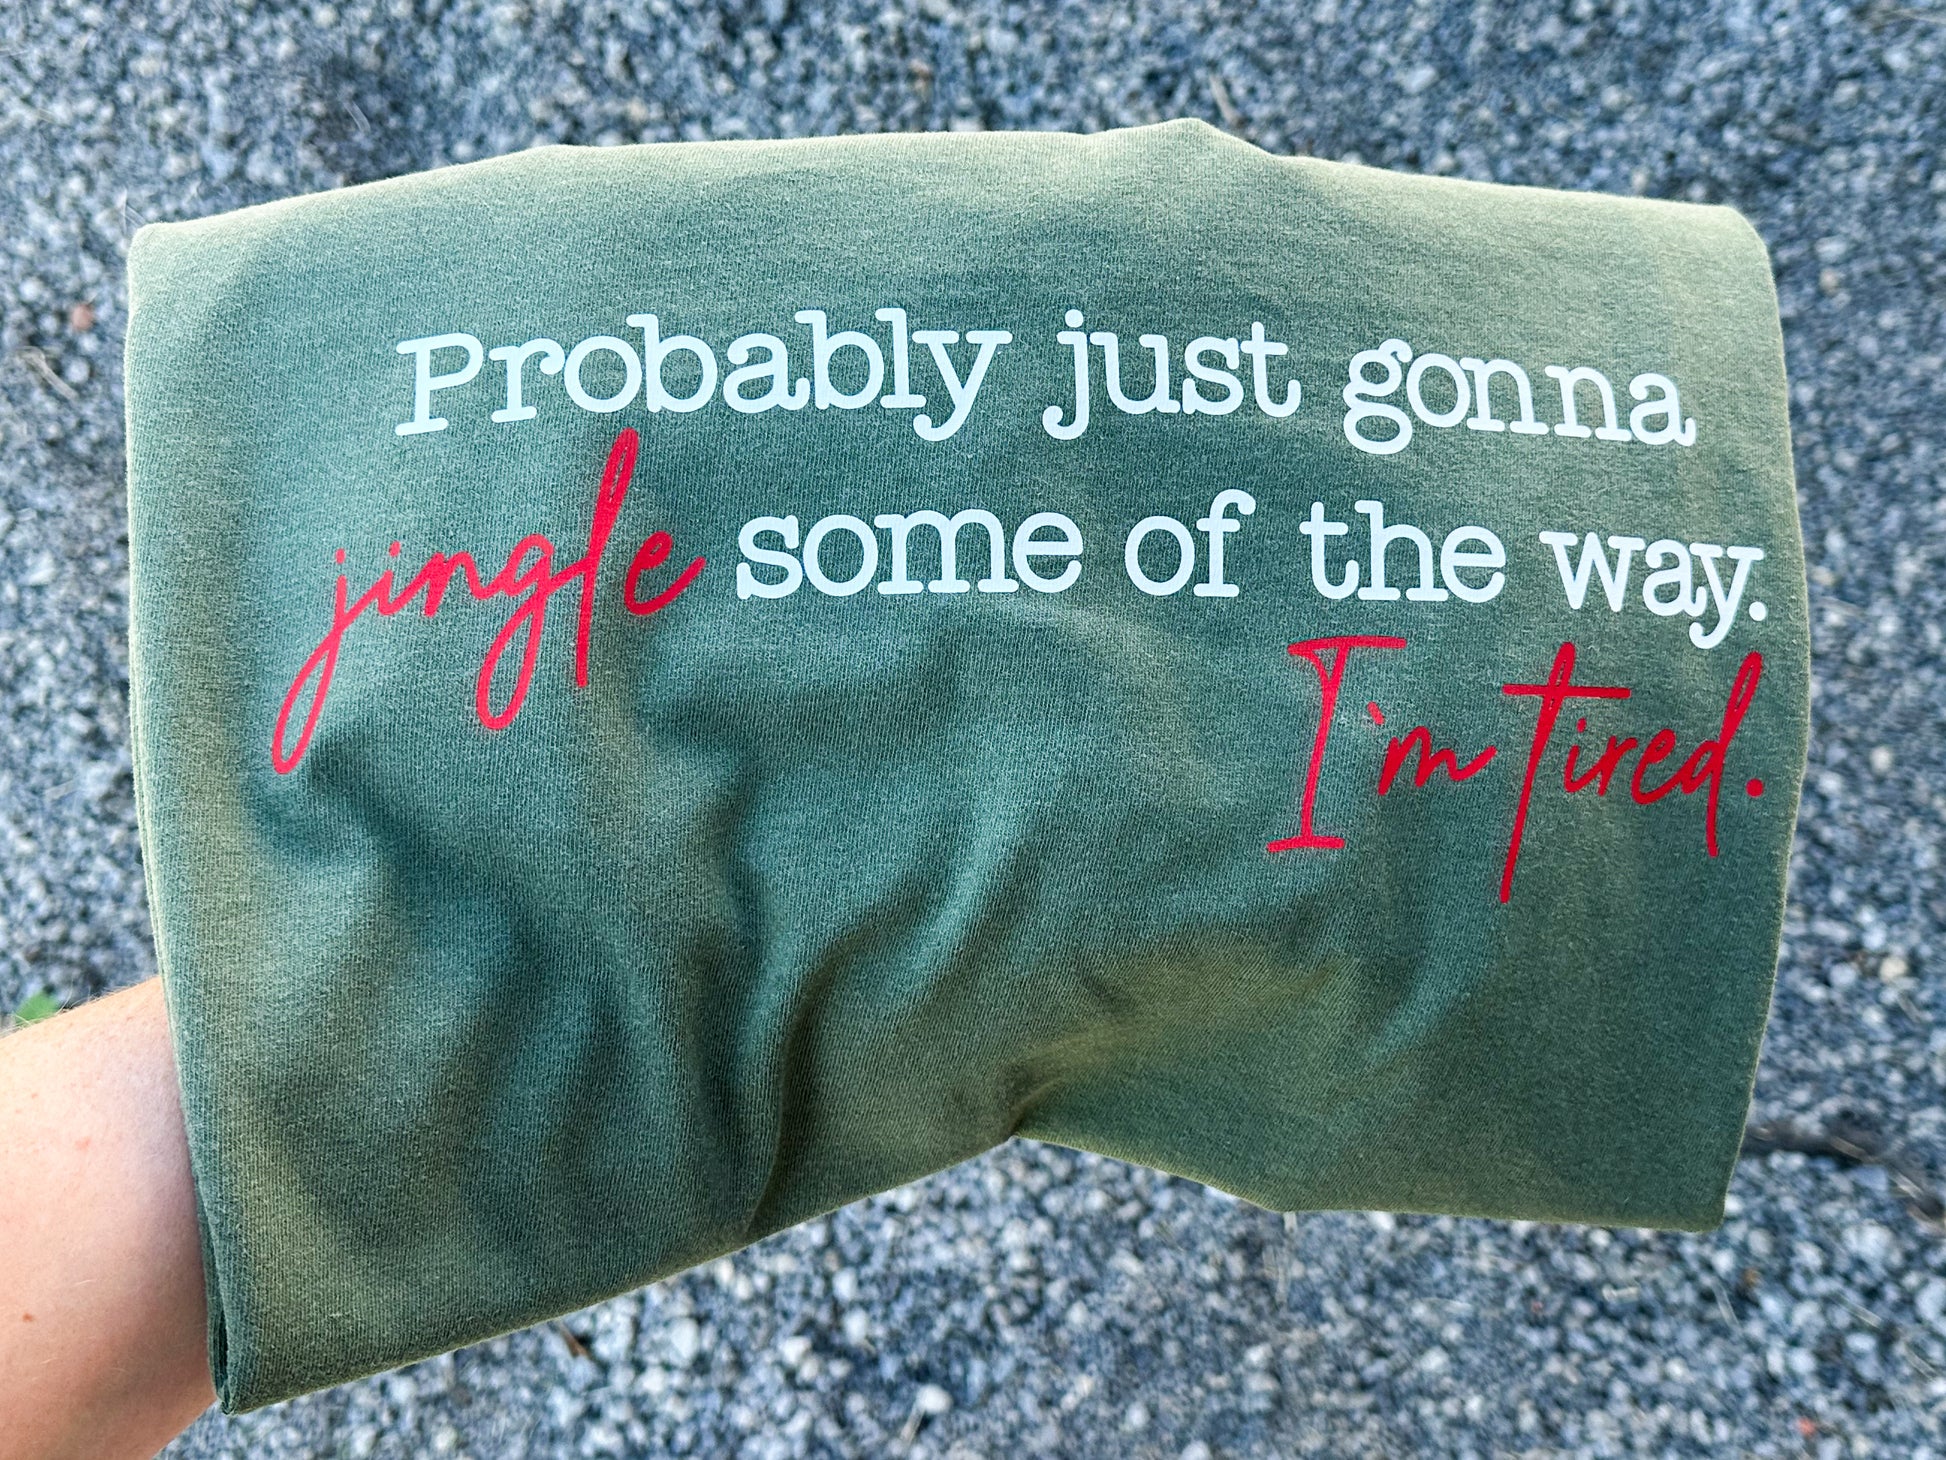 Probably just gonna
jingle some of the way.
I'm tired.